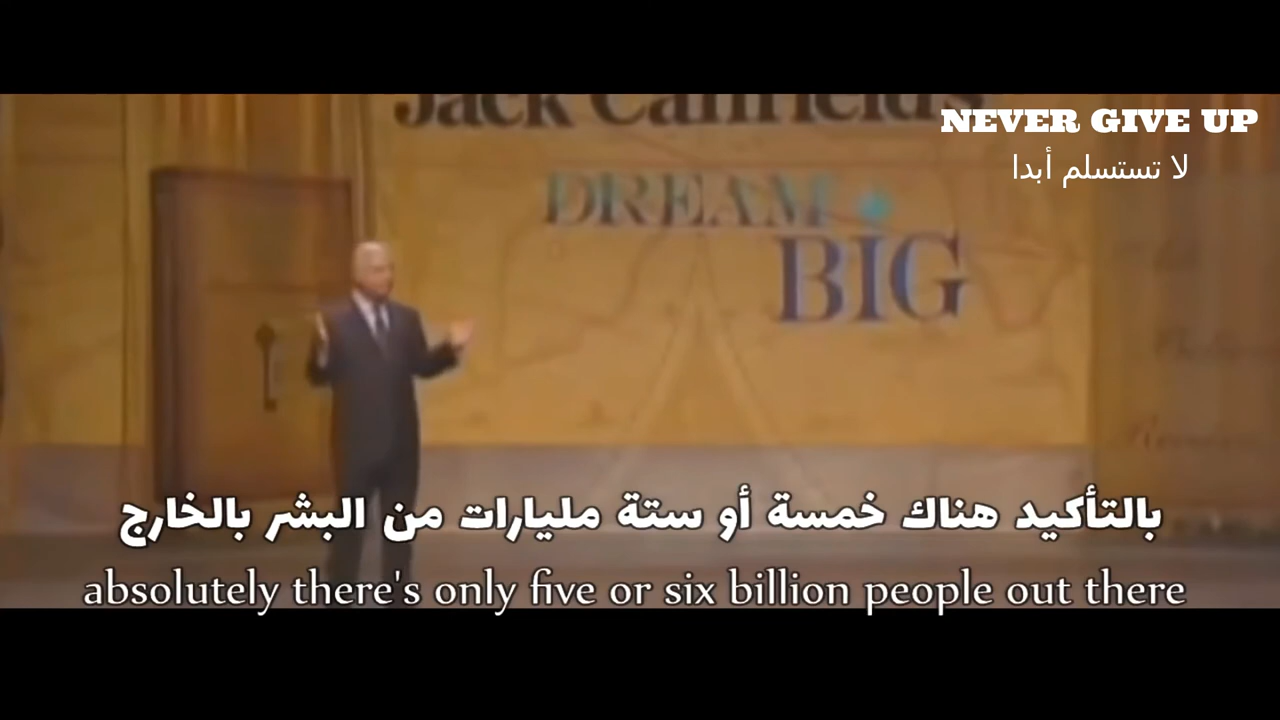 Jack Canfield's
NEVER GIVE UP
لا تستسلم أبدا
DREAM
BIG
بالتأكيد هناك خمسة أو ستة مليارات من البشر بالخارج
absolutely there's only five or six billion people out there